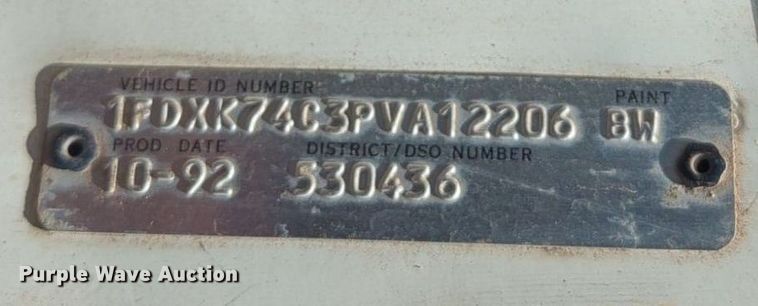 VEHICLE ID NUMBER PAINT
1FDXK74C3PVA12206 BW
PROD. DATE DISTRICT/DSO NUMBER
10-92 530436
Purple Wave Auction